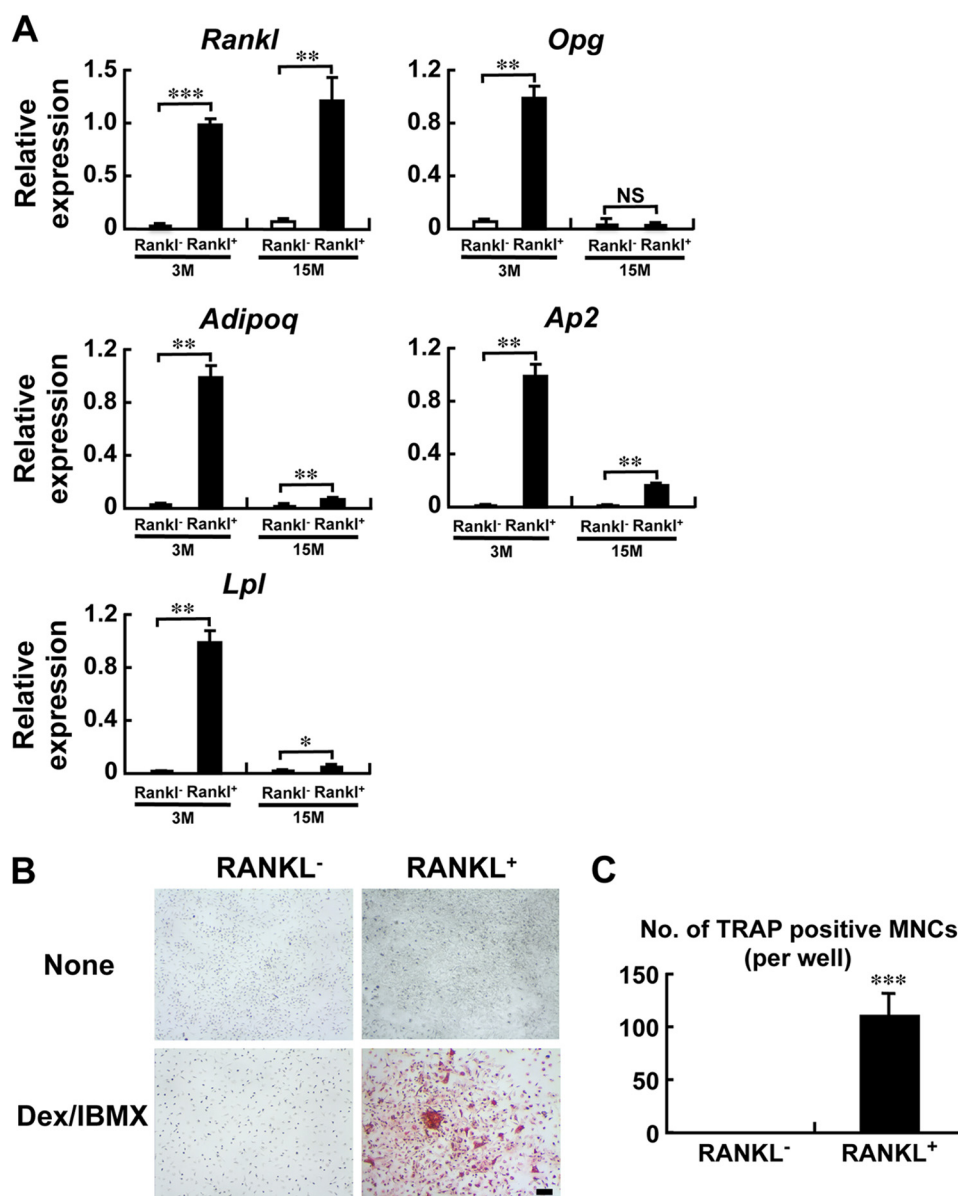 A
Rankl
Opg
Relative expression
1.5
1.0
0.5
0
***
**
Rankl- Rankl+ Rankl- Rankl+
3M 15M
1.2
0.8
0.4
0
**
NS
Rankl- Rankl+ Rankl- Rankl+
3M 15M
Adipoq
Ap2
Relative expression
1.2
0.8
0.4
0
**
**
Rankl- Rankl+ Rankl- Rankl+
3M 15M
1.2
0.8
0.4
0
**
**
Rankl- Rankl+ Rankl- Rankl+
3M 15M
Lpl
Relative expression
1.2
0.8
0.4
0
**
*
Rankl- Rankl+ Rankl- Rankl+
3M 15M
B
RANKL- RANKL+
None
Dex/IBMX
C
No. of TRAP positive MNCs
(per well)
150
100
50
0
***
RANKL- RANKL+